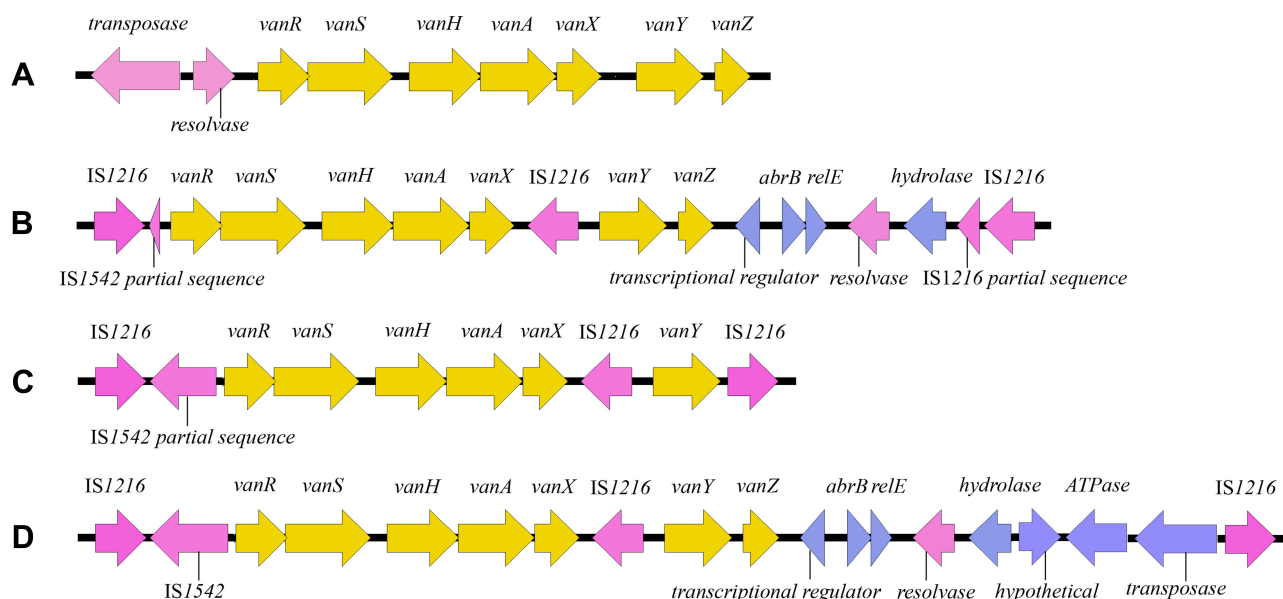 transposase vanR vanS vanH vanA vanX vanY vanZ
A
resolvase
IS1216 vanR vanS vanH vanA vanX IS1216 vanY vanZ abrB relE hydrolase IS1216
B
IS1542 partial sequence transcriptional regulator resolvase IS1216 partial sequence
IS1216 vanR vanS vanH vanA vanX IS1216 vanY IS1216
C
IS1542 partial sequence
IS1216 vanR vanS vanH vanA vanX IS1216 vanY vanZ abrB relE hydrolase ATPase IS1216
D
IS1542 transcriptional regulator resolvase hypothetical transposase